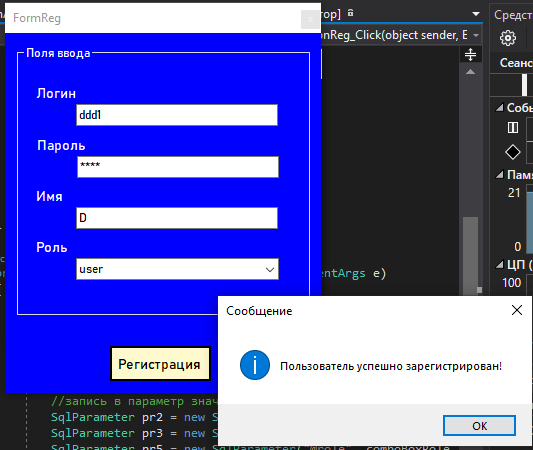 FormReg
тор]
onReg_Click(object sender, E
Средст
Поля ввода
Сеанс
Логин
ddd1
Собы
Пароль
****
Имя
Памя
21
D
Роль
0
user
entArgs e)
ЦП (
100
Сообщение
Пользователь успешно зарегистрирован!
Регистрация
//запись в параметр знач
SqlParameter pr2 = new S
OK
SqlParameter pr3 = new S
SqlParameter pr5 = new SqlParameter("@role", comboBoxRole